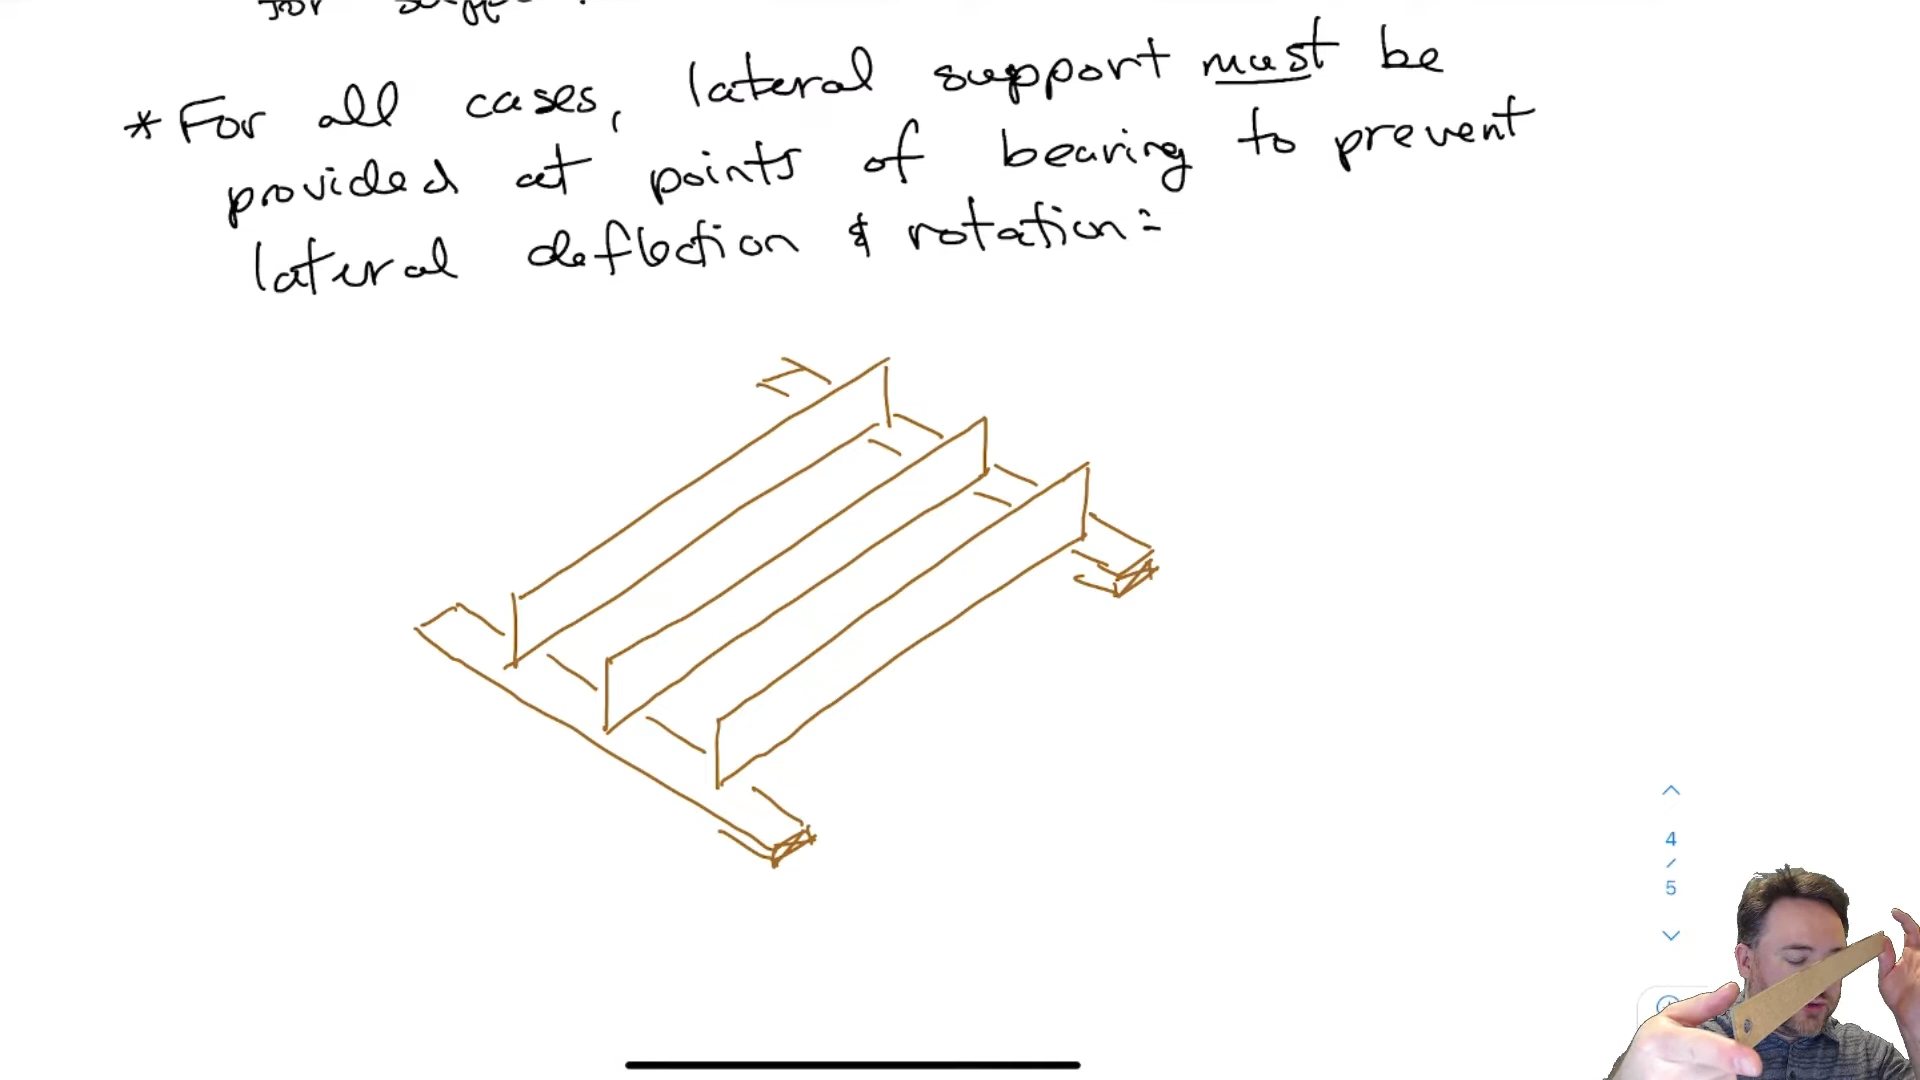 for
* For all cases, lateral support must be
provided at points of bearing to prevent
lateral deflection & rotation:
4
/
5